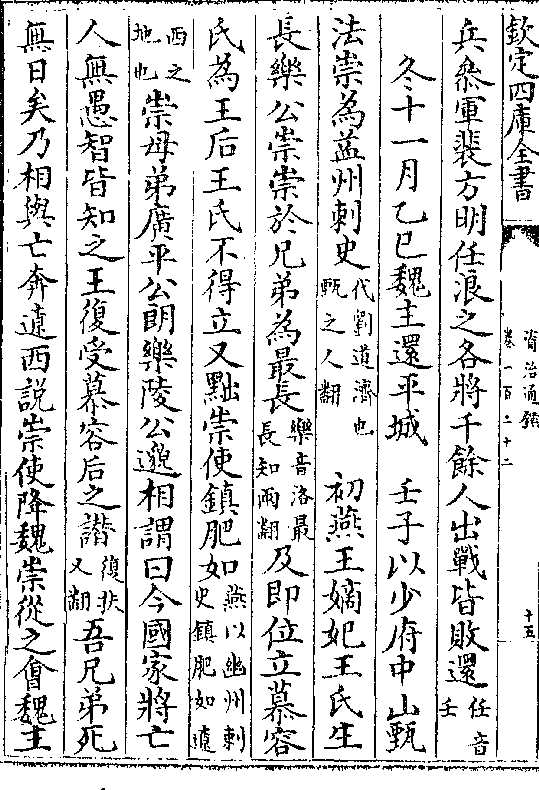 欽定四庫全書
資治通鑑
卷一百二十二
十五
兵叅軍裴方明任浪之各將千餘人出戰皆敗還任音壬
冬十一月乙巳魏主還平城　壬子以少府中山甄
法崇為益州刺史代劉道濟也甄之人翻　初燕王嫡妃王氏生
長樂公崇崇於兄弟為最長樂音洛最長知兩翻及即位立慕容
氏為王后王氏不得立又黜崇使鎮肥如燕以幽州刺史鎮肥如遼
西之地也崇母弟廣平公朗樂陵公邈相謂曰今國家將亡
人無愚智皆知之王復受慕容后之譖復扶又翻吾兄弟死
無日矣乃相與亡奔遼西說崇使降魏崇從之會魏主